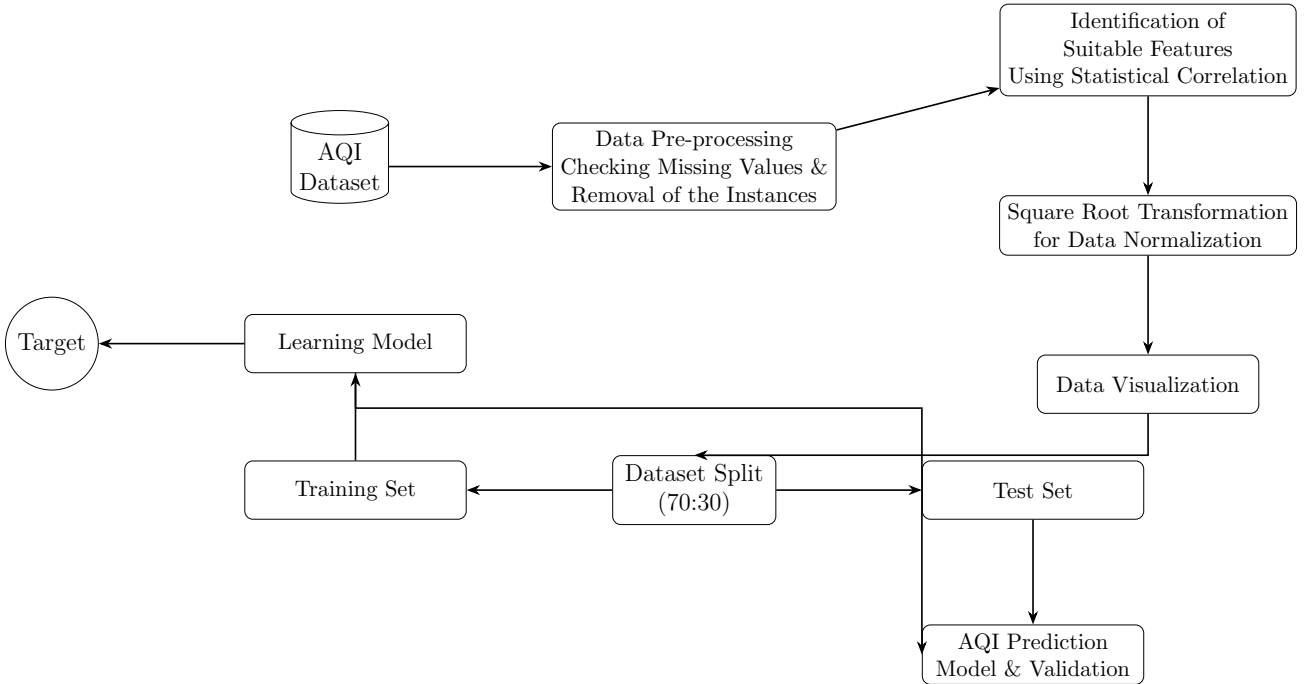 Identification of
Suitable Features
Using Statistical Correlation
AQI
Dataset
Data Pre-processing
Checking Missing Values &
Removal of the Instances
Square Root Transformation
for Data Normalization
Target
Learning Model
Data Visualization
Training Set
Dataset Split
(70:30)
Test Set
AQI Prediction
Model & Validation